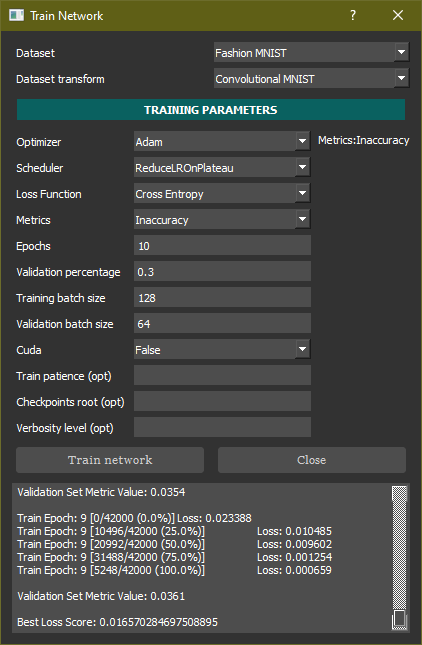 Train Network
Dataset Fashion MNIST
Dataset transform Convolutional MNIST
TRAINING PARAMETERS
Optimizer Adam Metrics:Inaccuracy
Scheduler ReduceLROnPlateau
Loss Function Cross Entropy
Metrics Inaccuracy
Epochs 10
Validation percentage 0.3
Training batch size 128
Validation batch size 64
Cuda False
Train patience (opt)
Checkpoints root (opt)
Verbosity level (opt)
Train network Close
Validation Set Metric Value: 0.0354
Train Epoch: 9 [0/42000 (0.0%)] Loss: 0.023388
Train Epoch: 9 [10496/42000 (25.0%)] Loss: 0.010485
Train Epoch: 9 [20992/42000 (50.0%)] Loss: 0.009602
Train Epoch: 9 [31488/42000 (75.0%)] Loss: 0.001254
Train Epoch: 9 [5248/42000 (100.0%)] Loss: 0.000659
Validation Set Metric Value: 0.0361
Best Loss Score: 0.016570284697508895